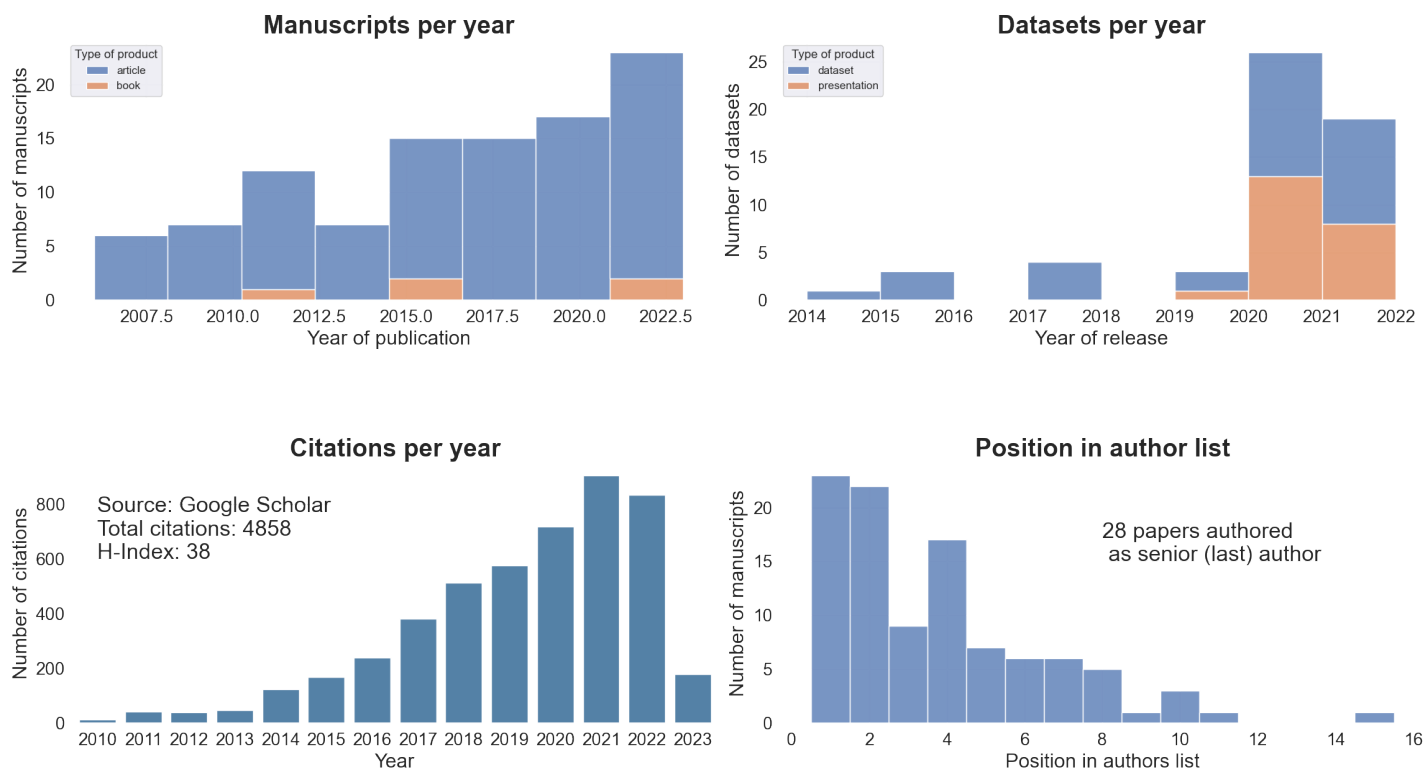 Manuscripts per year
Type of product
article
book
Number of manuscripts
20
15
10
5
0
2007.5 2010.0 2012.5 2015.0 2017.5 2020.0 2022.5
Year of publication
Datasets per year
Type of product
dataset
presentation
Number of datasets
25
20
15
10
5
0
2014 2015 2016 2017 2018 2019 2020 2021 2022
Year of release
Citations per year
Source: Google Scholar
Total citations: 4858
H-Index: 38
Number of citations
800
600
400
200
0
2010 2011 2012 2013 2014 2015 2016 2017 2018 2019 2020 2021 2022 2023
Year
Position in author list
28 papers authored
as senior (last) author
Number of manuscripts
20
15
10
5
0
0 2 4 6 8 10 12 14 16
Position in authors list